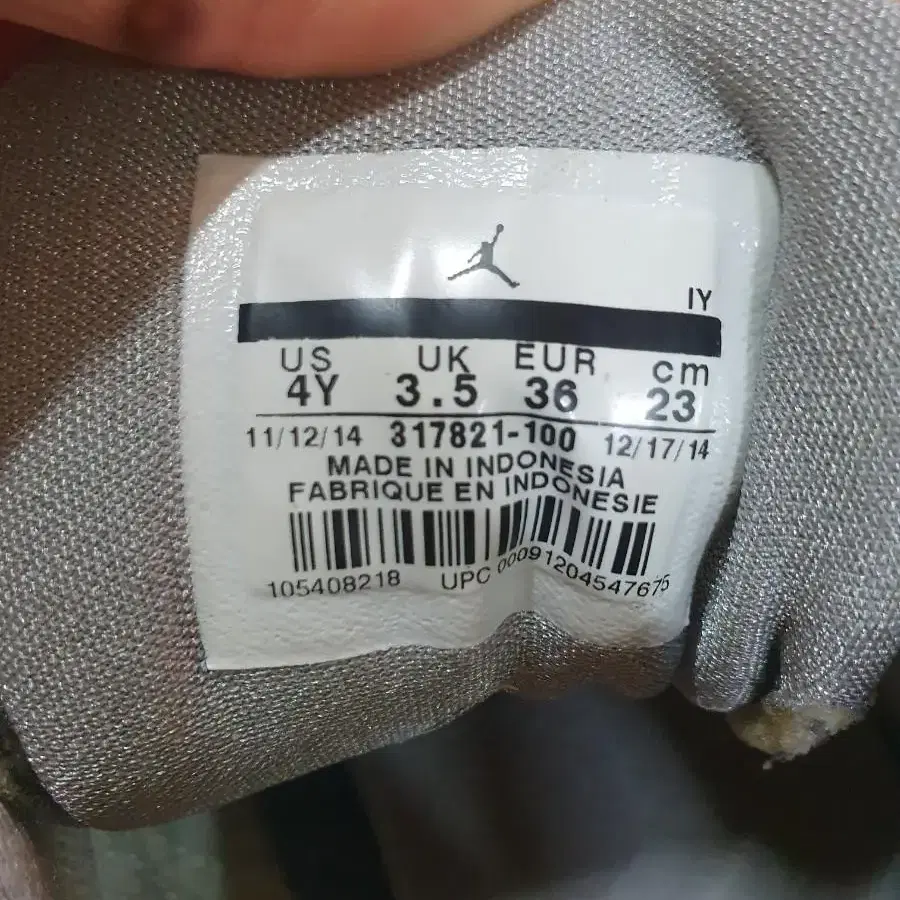 IY
US UK EUR cm
4Y 3.5 36 23
11/12/14 317821-100 12/17/14
MADE IN INDONESIA
FABRIQUE EN INDONESIE
105408218 UPC 00091204547675